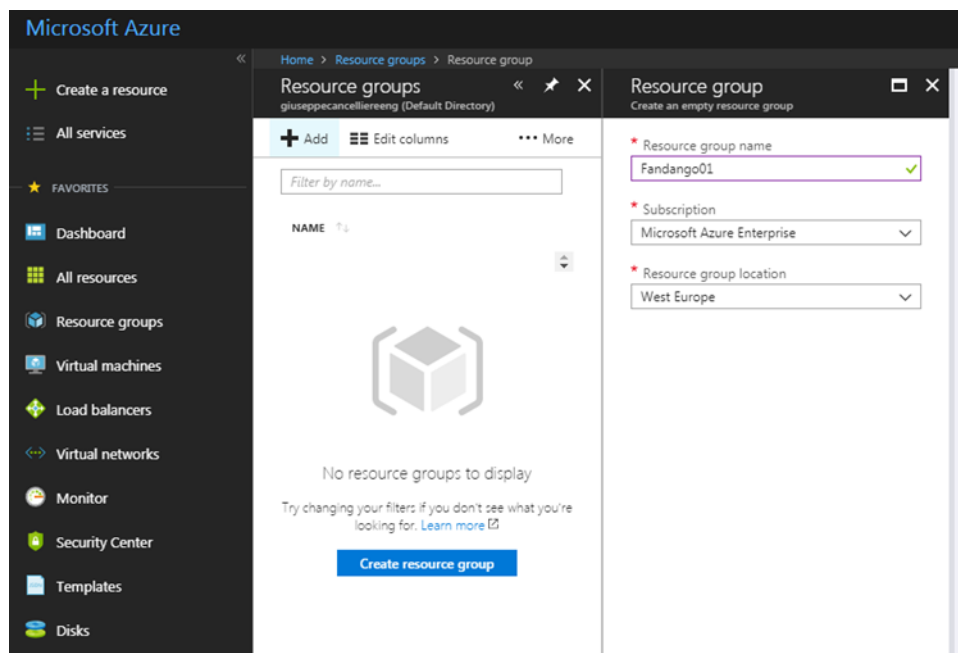 Microsoft Azure
«
Create a resource
All services
FAVORITES
Dashboard
All resources
Resource groups
Virtual machines
Load balancers
Virtual networks
Monitor
Security Center
Templates
Disks
Home > Resource groups > Resource group
Resource groups «
giuseppecancelliereeng (Default Directory)
Add Edit columns ••• More
Filter by name...
NAME
No resource groups to display
Try changing your filters if you don't see what you're
looking for. Learn more
Create resource group
Resource group
Create an empty resource group
* Resource group name
Fandango01
* Subscription
Microsoft Azure Enterprise
* Resource group location
West Europe